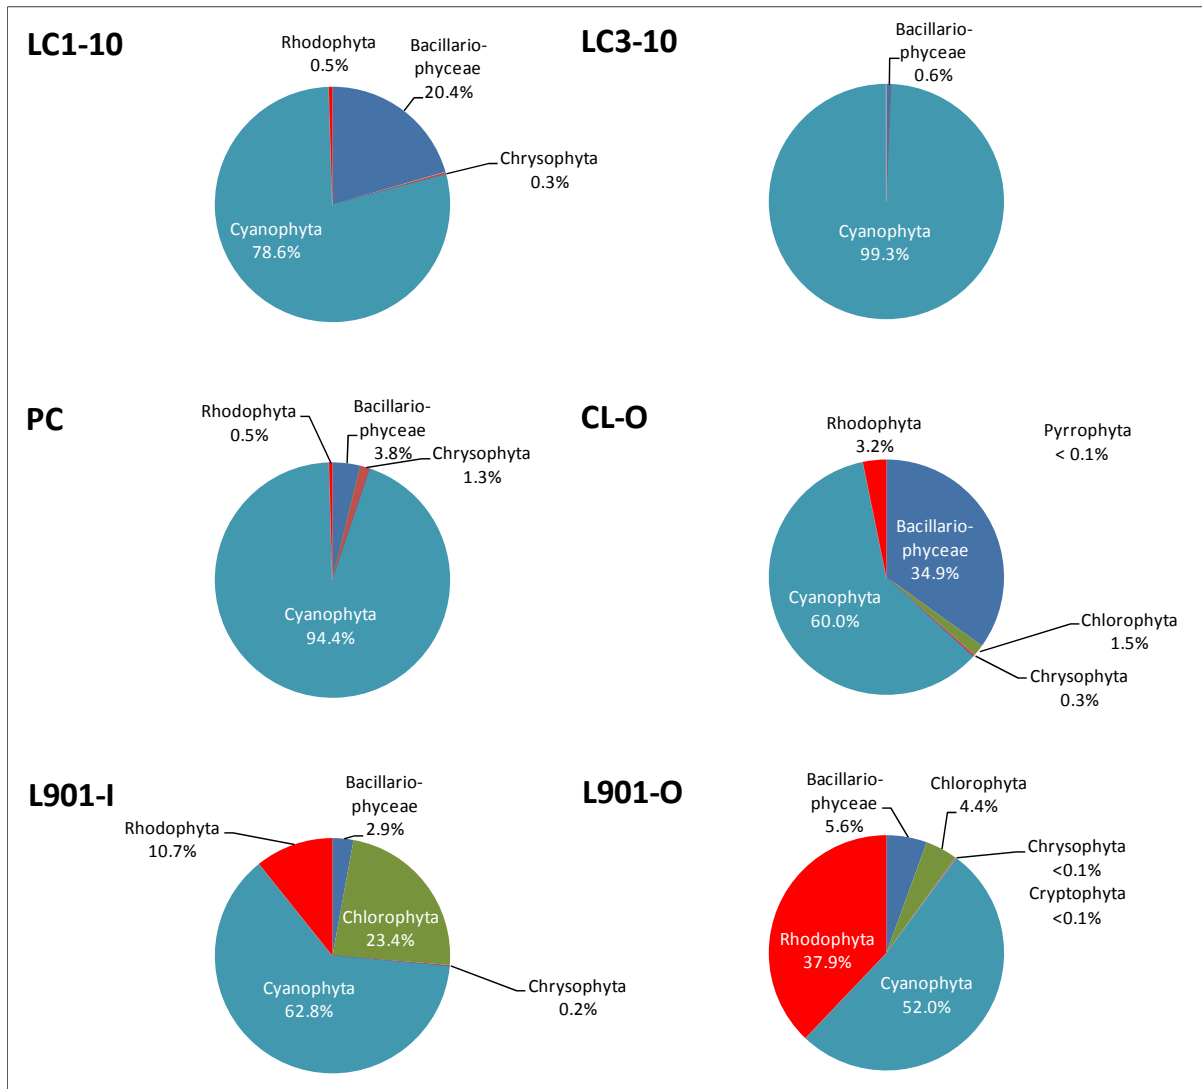 LC1-10
Rhodophyta
0.5%
Bacillario-
phyceae
20.4%
Chrysophyta
0.3%
Cyanophyta
78.6%
LC3-10
Bacillario-
phyceae
0.6%
Cyanophyta
99.3%
PC
Rhodophyta
0.5%
Bacillario-
phyceae
3.8%
Chrysophyta
1.3%
Cyanophyta
94.4%
CL-O
Rhodophyta
3.2%
Pyrrophyta
< 0.1%
Bacillario-
phyceae
34.9%
Cyanophyta
60.0%
Chlorophyta
1.5%
Chrysophyta
0.3%
L901-I
Bacillario-
phyceae
2.9%
Rhodophyta
10.7%
Chlorophyta
23.4%
Chrysophyta
0.2%
Cyanophyta
62.8%
L901-O
Bacillario-
phyceae
5.6%
Chlorophyta
4.4%
Chrysophyta
<0.1%
Cryptophyta
<0.1%
Rhodophyta
37.9%
Cyanophyta
52.0%